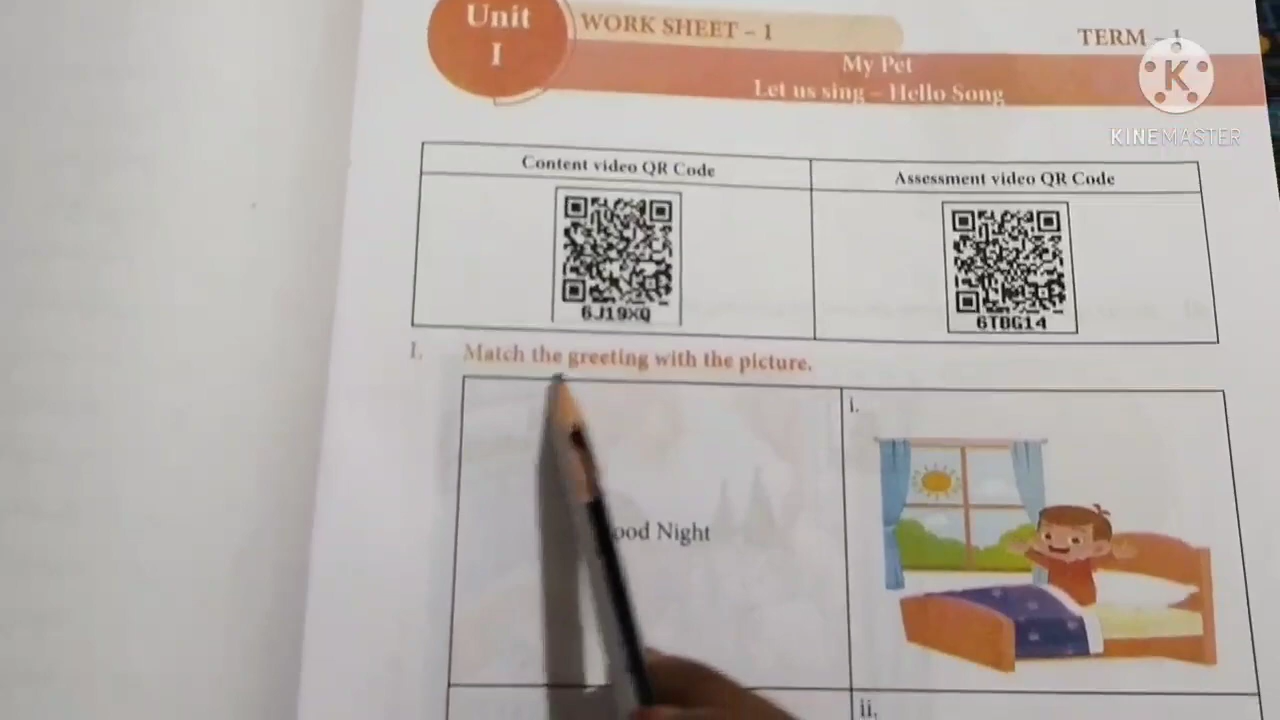 Unit
I
WORK SHEET - 1
TERM - 1
My Pet
Let us sing - Hello Song
K
KINEMASTER
Content video QR Code
Assessment video QR Code
6J19XQ
6T8G14
I. Match the greeting with the picture.
ood Night
i.
ii.